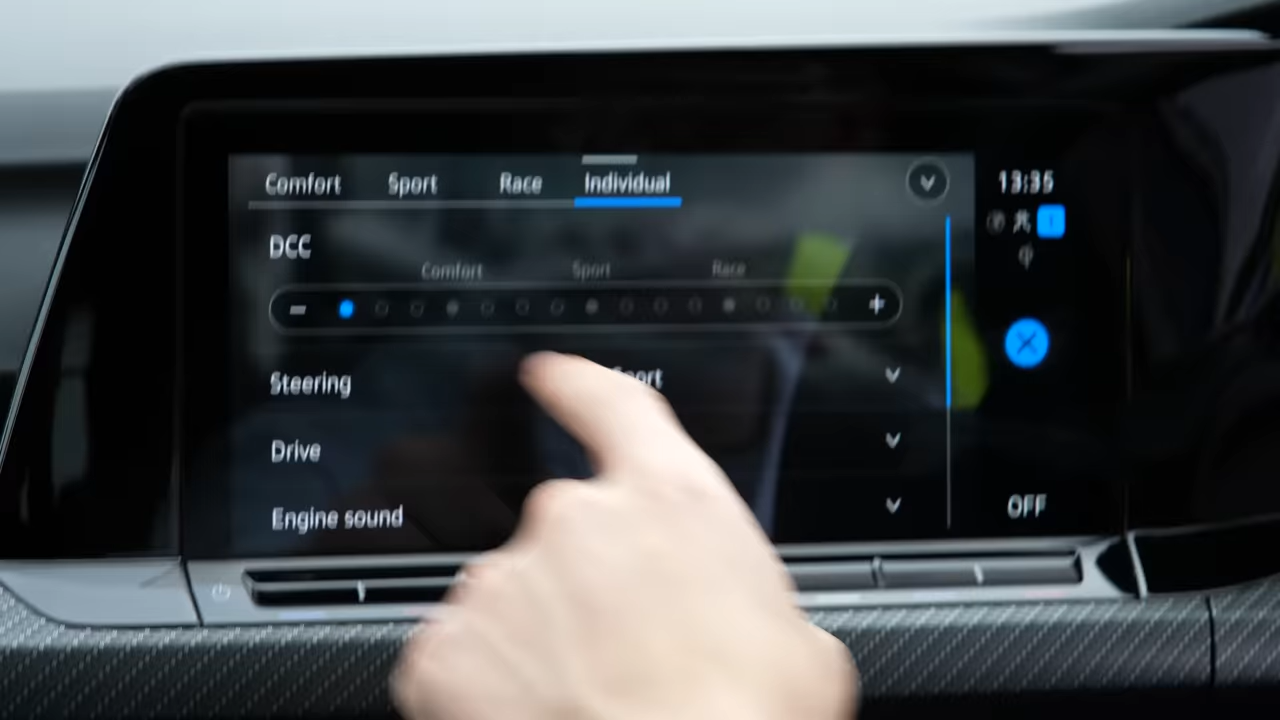 Comfort Sport Race Individual
13:35
DCC
Comfort Sport Race
− +
Steering Sport
Drive
Engine sound
OFF